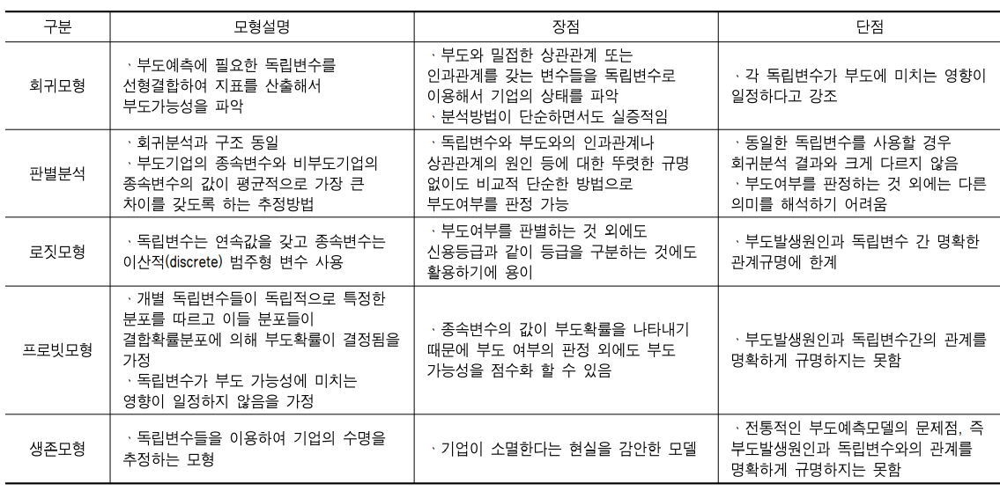 구분 모형설명 장점 단점
회귀모형
· 부도예측에 필요한 독립변수를
선형결합하여 지표를 산출해서
부도가능성을 파악
· 부도와 밀접한 상관관계 또는
인과관계를 갖는 변수들을 독립변수로
이용해서 기업의 상태를 파악
· 분석방법이 단순하면서도 실증적임
· 각 독립변수가 부도에 미치는 영향이
일정하다고 강조
판별분석
· 회귀분석과 구조 동일
· 부도기업의 종속변수와 비부도기업의
종속변수의 값이 평균적으로 가장 큰
차이를 갖도록 하는 추정방법
· 독립변수와 부도와의 인과관계나
상관관계의 원인 등에 대한 뚜렷한 규명
없이도 비교적 단순한 방법으로
부도여부를 판정 가능
· 동일한 독립변수를 사용할 경우
회귀분석 결과와 크게 다르지 않음
· 부도여부를 판정하는 것 외에는 다른
의미를 해석하기 어려움
로짓모형
· 독립변수는 연속값을 갖고 종속변수는
이산적(discrete) 범주형 변수 사용
· 부도여부를 판별하는 것 외에도
신용등급과 같이 등급을 구분하는 것에도
활용하기에 용이
· 부도발생원인과 독립변수 간 명확한
관계규명에 한계
프로빗모형
· 개별 독립변수들이 독립적으로 특정한
분포를 따르고 이들 분포들이
결합확률분포에 의해 부도확률이 결정됨을
가정
· 독립변수가 부도 가능성에 미치는
영향이 일정하지 않음을 가정
· 종속변수의 값이 부도확률을 나타내기
때문에 부도 여부의 판정 외에도 부도
가능성을 점수화 할 수 있음
· 부도발생원인과 독립변수간의 관계를
명확하게 규명하지는 못함
생존모형
· 독립변수들을 이용하여 기업의 수명을
추정하는 모형
· 기업이 소멸한다는 현실을 감안한 모델
· 전통적인 부도예측모델의 문제점, 즉
부도발생원인과 독립변수와의 관계를
명확하게 규명하지는 못함